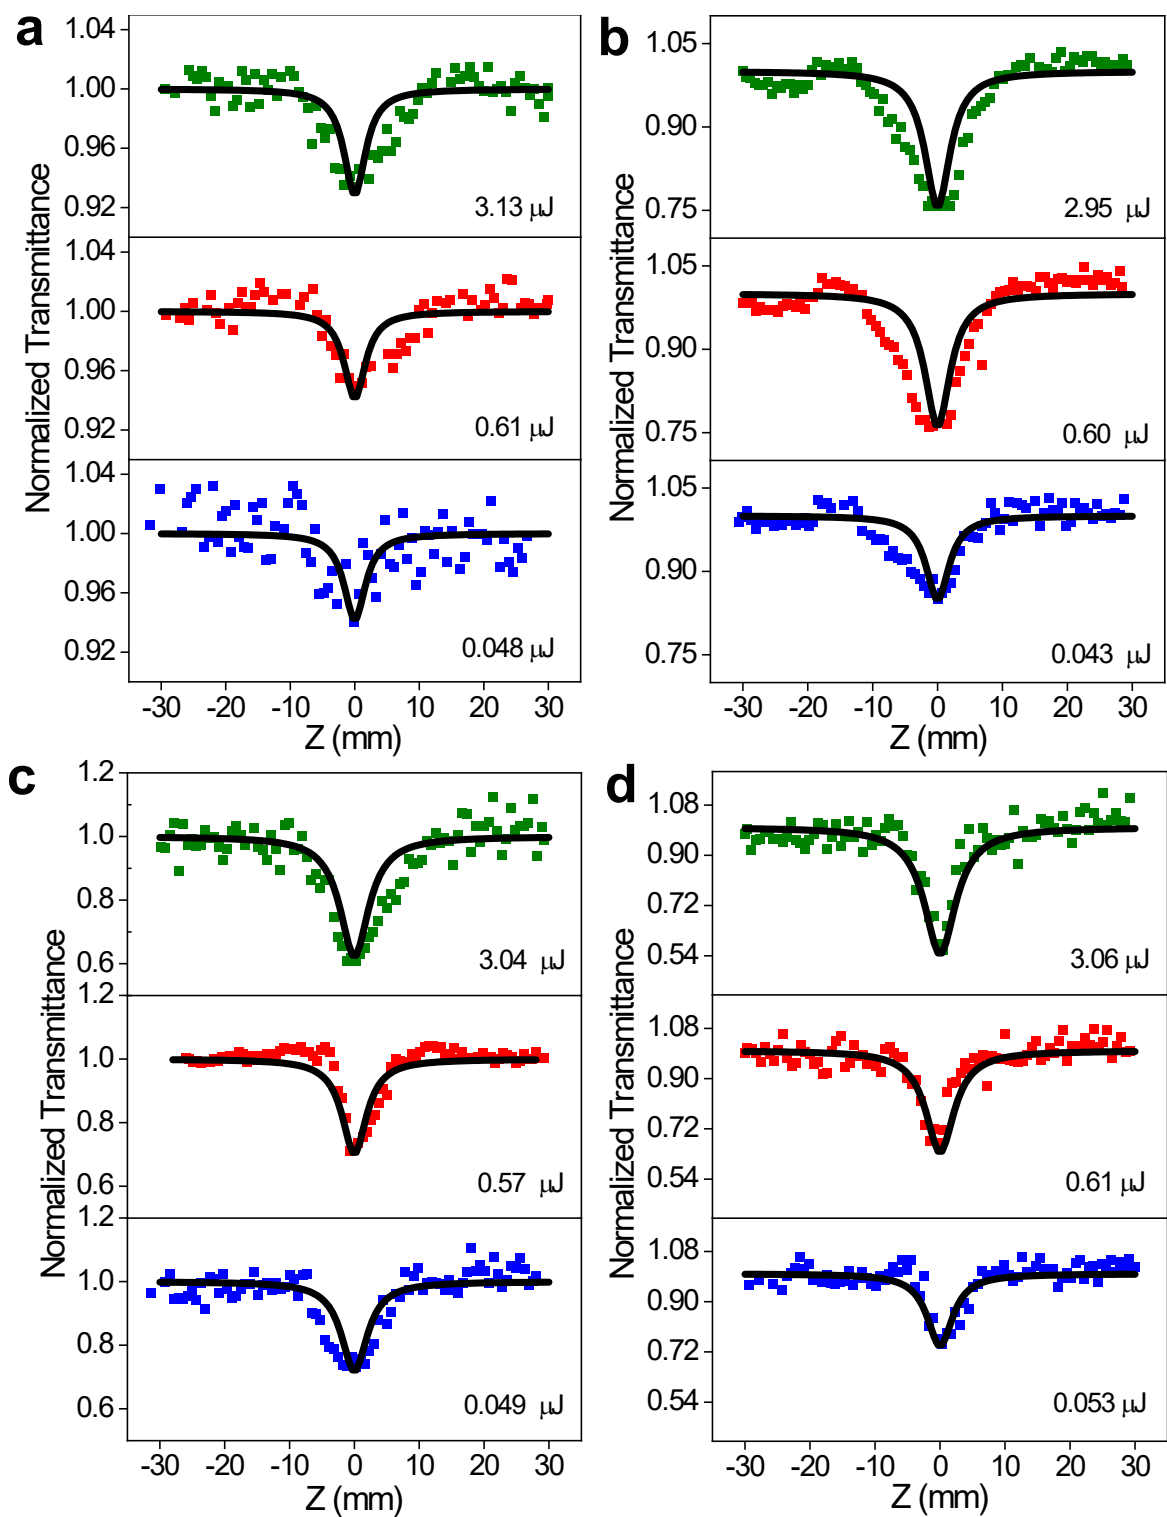 a
Normalized Transmittance
1.04
1.00
0.96
0.92
3.13 μJ
1.04
1.00
0.96
0.92
0.61 μJ
1.04
1.00
0.96
0.92
0.048 μJ
-30 -20 -10 0 10 20 30
Z (mm)
b
Normalized Transmittance
1.05
0.90
0.75
2.95 μJ
1.05
0.90
0.75
0.60 μJ
1.05
0.90
0.75
0.043 μJ
-30 -20 -10 0 10 20 30
Z (mm)
c
Normalized Transmittance
1.2
1.0
0.8
0.6
3.04 μJ
1.2
1.0
0.8
0.6
0.57 μJ
1.2
1.0
0.8
0.6
0.049 μJ
-30 -20 -10 0 10 20 30
Z (mm)
d
Normalized Transmittance
1.08
0.90
0.72
0.54
3.06 μJ
1.08
0.90
0.72
0.54
0.61 μJ
1.08
0.90
0.72
0.54
0.053 μJ
-30 -20 -10 0 10 20 30
Z (mm)